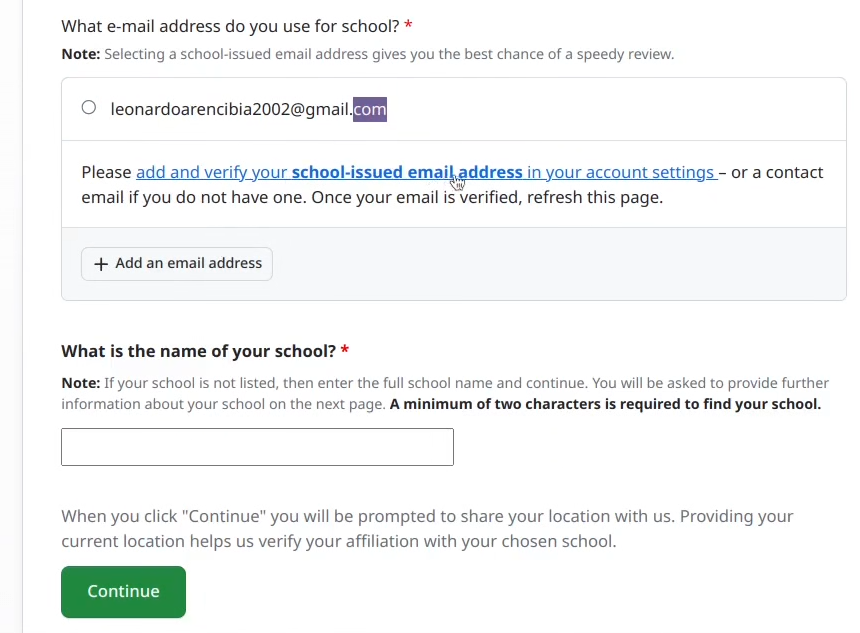 What e-mail address do you use for school? *
Note: Selecting a school-issued email address gives you the best chance of a speedy review.
leonardoarencibia2002@gmail.com
Please add and verify your school-issued email address in your account settings – or a contact
email if you do not have one. Once your email is verified, refresh this page.
+ Add an email address
What is the name of your school? *
Note: If your school is not listed, then enter the full school name and continue. You will be asked to provide further
information about your school on the next page. A minimum of two characters is required to find your school.
When you click "Continue" you will be prompted to share your location with us. Providing your
current location helps us verify your affiliation with your chosen school.
Continue